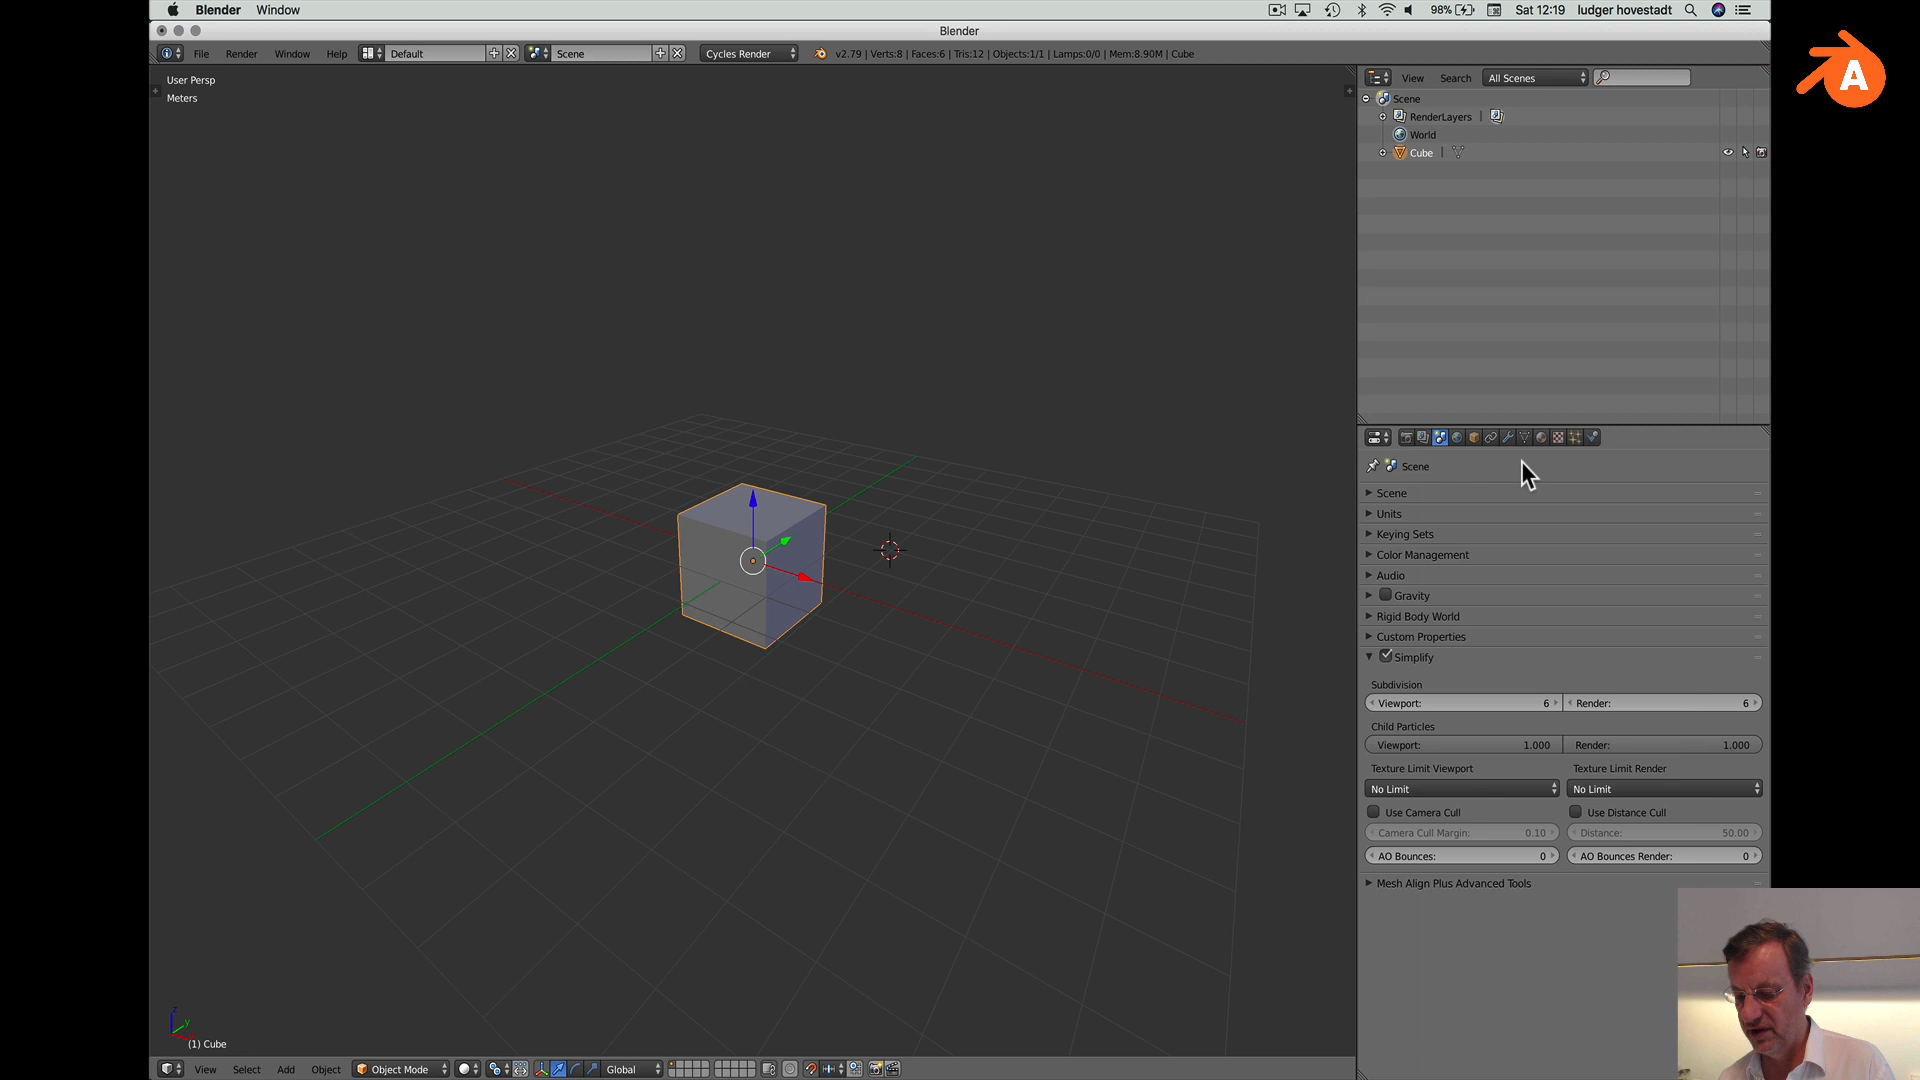 Blender Window 98% Sat 12:19 ludger hovestadt
Blender
File Render Window Help Default Scene Cycles Render v2.79 | Verts:8 | Faces:6 | Tris:12 | Objects:1/1 | Lamps:0/0 | Mem:8.90M | Cube
User Persp
Meters
View Search All Scenes
Scene
RenderLayers
World
Cube
Scene
Scene
Units
Keying Sets
Color Management
Audio
Gravity
Rigid Body World
Custom Properties
Simplify
Subdivision
Viewport: 6 Render: 6
Child Particles
Viewport: 1.000 Render: 1.000
Texture Limit Viewport Texture Limit Render
No Limit No Limit
Use Camera Cull Use Distance Cull
Camera Cull Margin: 0.10 Distance: 50.00
AO Bounces: 0 AO Bounces Render: 0
Mesh Align Plus Advanced Tools
A
z
y
(1) Cube
View Select Add Object Object Mode Global